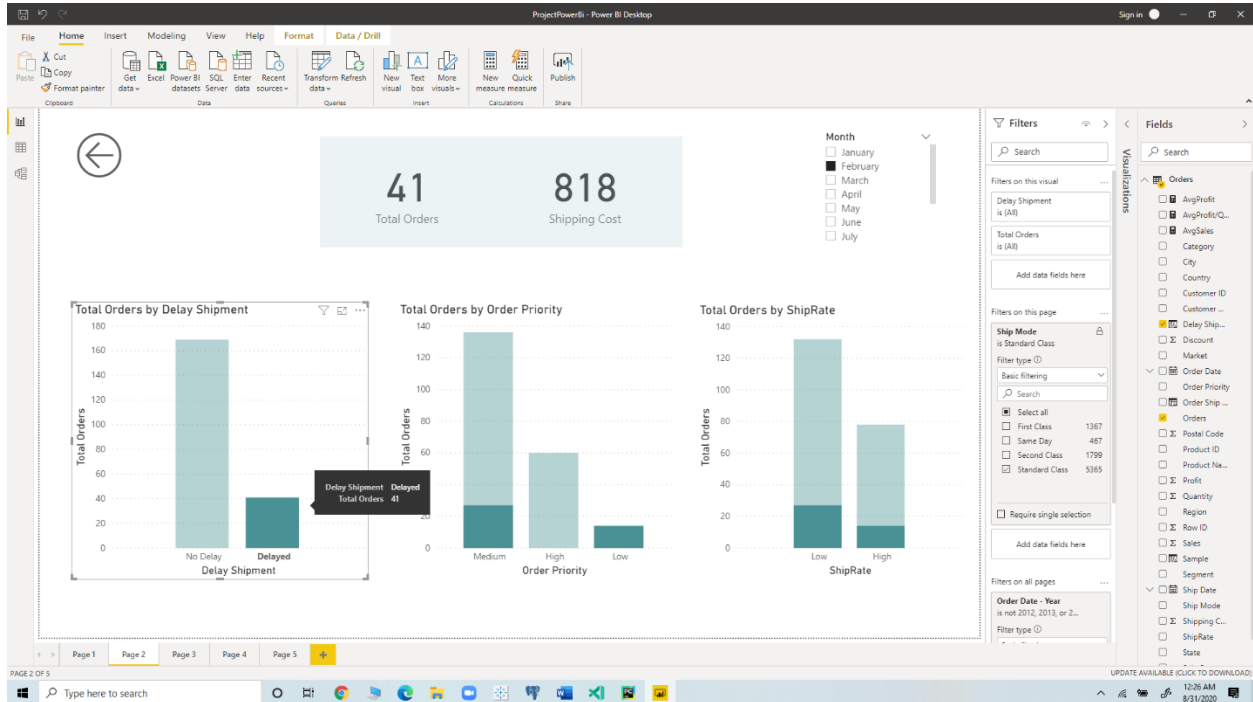 ProjectPowerBi - Power BI Desktop
Sign in
File Home Insert Modeling View Help Format Data / Drill
Paste
Cut
Copy
Format painter
Get data
Excel
Power BI datasets
SQL Server
Enter data
Recent sources
Transform data
Refresh
New visual
Text box
More visuals
New measure
Quick measure
Publish
Clipboard Data Queries Insert Calculations Share
41
Total Orders
818
Shipping Cost
Month
January
February
March
April
May
June
July
Total Orders by Delay Shipment
180
160
140
120
100
80
60
40
20
0
Total Orders
No Delay Delayed
Delay Shipment
Delay Shipment Delayed
Total Orders 41
Total Orders by Order Priority
140
120
100
80
60
20
0
Total Orders
Medium High Low
Order Priority
Total Orders by ShipRate
140
120
100
80
60
40
20
0
Total Orders
Low High
ShipRate
Filters
Search
Filters on this visual ...
Delay Shipment
is (All)
Total Orders
is (All)
Add data fields here
Filters on this page ...
Ship Mode
is Standard Class
Filter type
Basic filtering
Search
Select all
First Class 1367
Same Day 467
Second Class 1799
Standard Class 5365
Require single selection
Add data fields here
Filters on all pages ...
Order Date - Year
is not 2012, 2013, or 2...
Filter type
Visualizations
Fields
Search
Orders
AvgProfit
AvgProfit/Q...
AvgSales
Category
City
Country
Customer ID
Customer ...
Delay Ship...
Discount
Market
Order Date
Order Priority
Order Ship ...
Orders
Postal Code
Product ID
Product Na...
Profit
Quantity
Region
Row ID
Sales
Sample
Segment
Ship Date
Ship Mode
Shipping C...
ShipRate
State
Page 1 Page 2 Page 3 Page 4 Page 5
PAGE 2 OF 5
UPDATE AVAILABLE (CLICK TO DOWNLOAD)
Type here to search
12:26 AM
8/31/2020